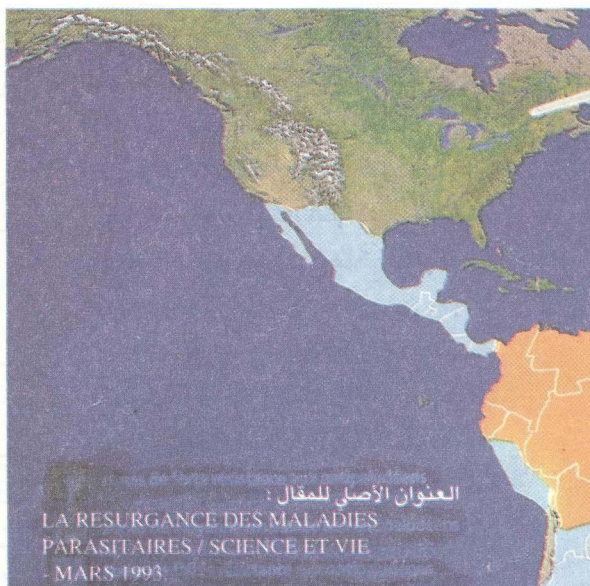 العنوان الأصلي للمقال :
LA RESURGANCE DES MALADIES
PARASITAIRES / SCIENCE ET VIE
- MARS 1993